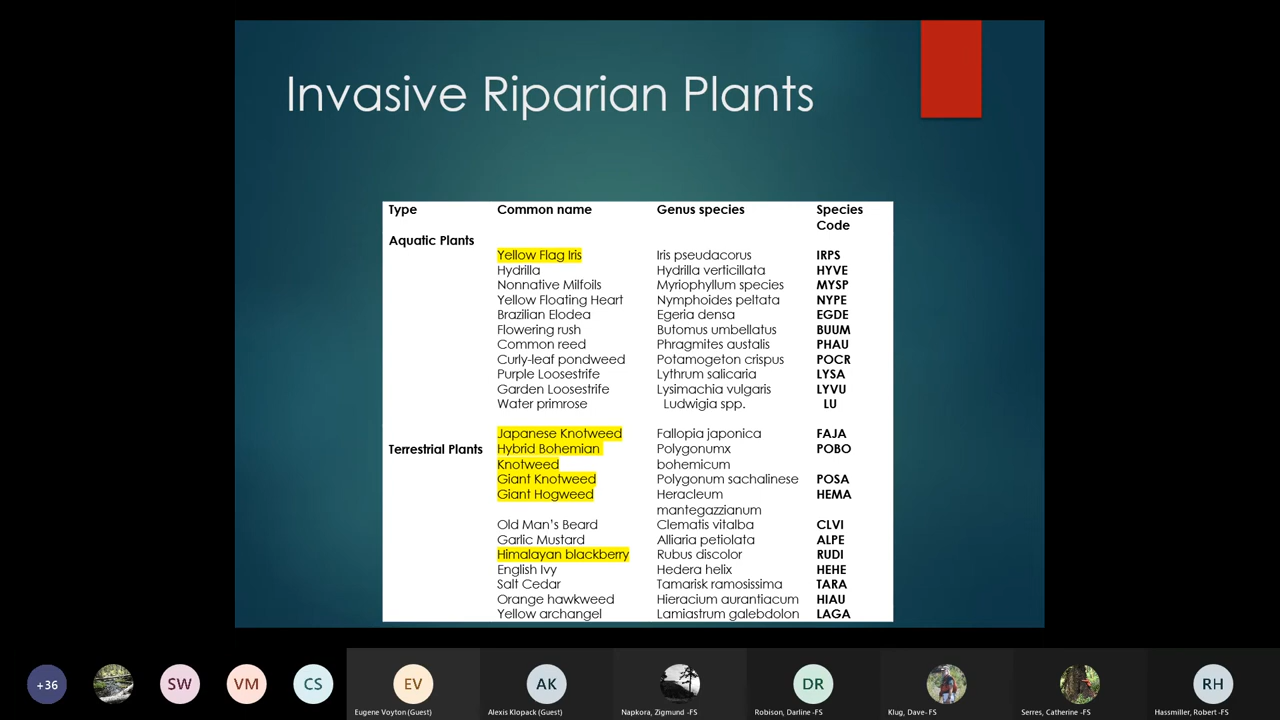 Invasive Riparian Plants
Type Common name Genus species Species
Code
Aquatic Plants
Yellow Flag Iris Iris pseudacorus IRPS
Hydrilla Hydrilla verticillata HYVE
Nonnative Milfoils Myriophyllum species MYSP
Yellow Floating Heart Nymphoides peltata NYPE
Brazilian Elodea Egeria densa EGDE
Flowering rush Butomus umbellatus BUUM
Common reed Phragmites austalis PHAU
Curly-leaf pondweed Potamogeton crispus POCR
Purple Loosestrife Lythrum salicaria LYSA
Garden Loosestrife Lysimachia vulgaris LYVU
Water primrose Ludwigia spp. LU
Japanese Knotweed Fallopia japonica FAJA
Terrestrial Plants Hybrid Bohemian Polygonumx POBO
Knotweed bohemicum
Giant Knotweed Polygonum sachalinese POSA
Giant Hogweed Heracleum HEMA
mantegazzianum
Old Man's Beard Clematis vitalba CLVI
Garlic Mustard Alliaria petiolata ALPE
Himalayan blackberry Rubus discolor RUDI
English Ivy Hedera helix HEHE
Salt Cedar Tamarisk ramosissima TARA
Orange hawkweed Hieracium aurantiacum HIAU
Yellow archangel Lamiastrum galebdolon LAGA
+36 SW VM CS EV AK DR RH
Eugene Voyton (Guest) Alexis Klopack (Guest) Napkora, Zigmund -FS Robison, Darline -FS Klug, Dave- FS Serres, Catherine -FS Hassmiller, Robert -FS